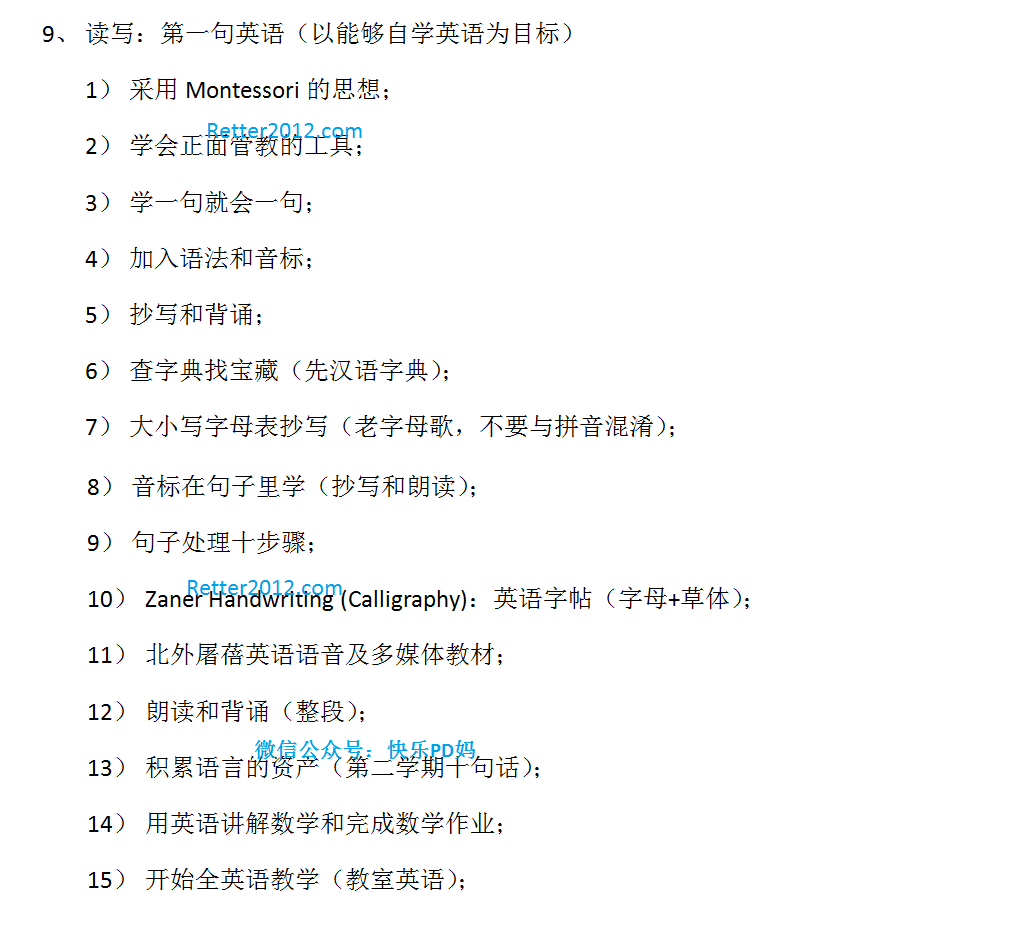 9、 读写：第一句英语（以能够自学英语为目标）
1） 采用 Montessori 的思想；
Retter2012.com
2） 学会正面管教的工具；
3） 学一句就会一句；
4） 加入语法和音标；
5） 抄写和背诵；
6） 查字典找宝藏（先汉语字典）；
7） 大小写字母表抄写（老字母歌，不要与拼音混淆）；
8） 音标在句子里学（抄写和朗读）；
9） 句子处理十步骤；
Retter2012.com
10） Zaner Handwriting (Calligraphy)：英语字帖（字母+草体）；
11） 北外屠蓓英语语音及多媒体教材；
12） 朗读和背诵（整段）；
微信公众号：快乐PD妈
13） 积累语言的资产（第二学期十句话）；
14） 用英语讲解数学和完成数学作业；
15） 开始全英语教学（教室英语）；